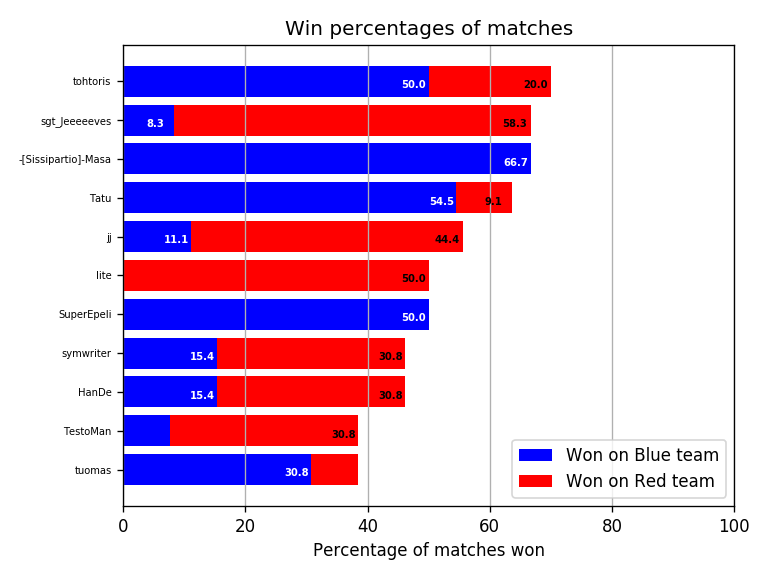 Win percentages of matches
tohtoris 50.0 20.0
sgt_Jeeeeeves 8.3 58.3
-[Sissipartio]-Masa 66.7
Tatu 54.5 9.1
jj 11.1 44.4
lite 50.0
SuperEpeli 50.0
symwriter 15.4 30.8
HanDe 15.4 30.8
TestoMan 30.8
tuomas 30.8
Won on Blue team
Won on Red team
0 20 40 60 80 100
Percentage of matches won